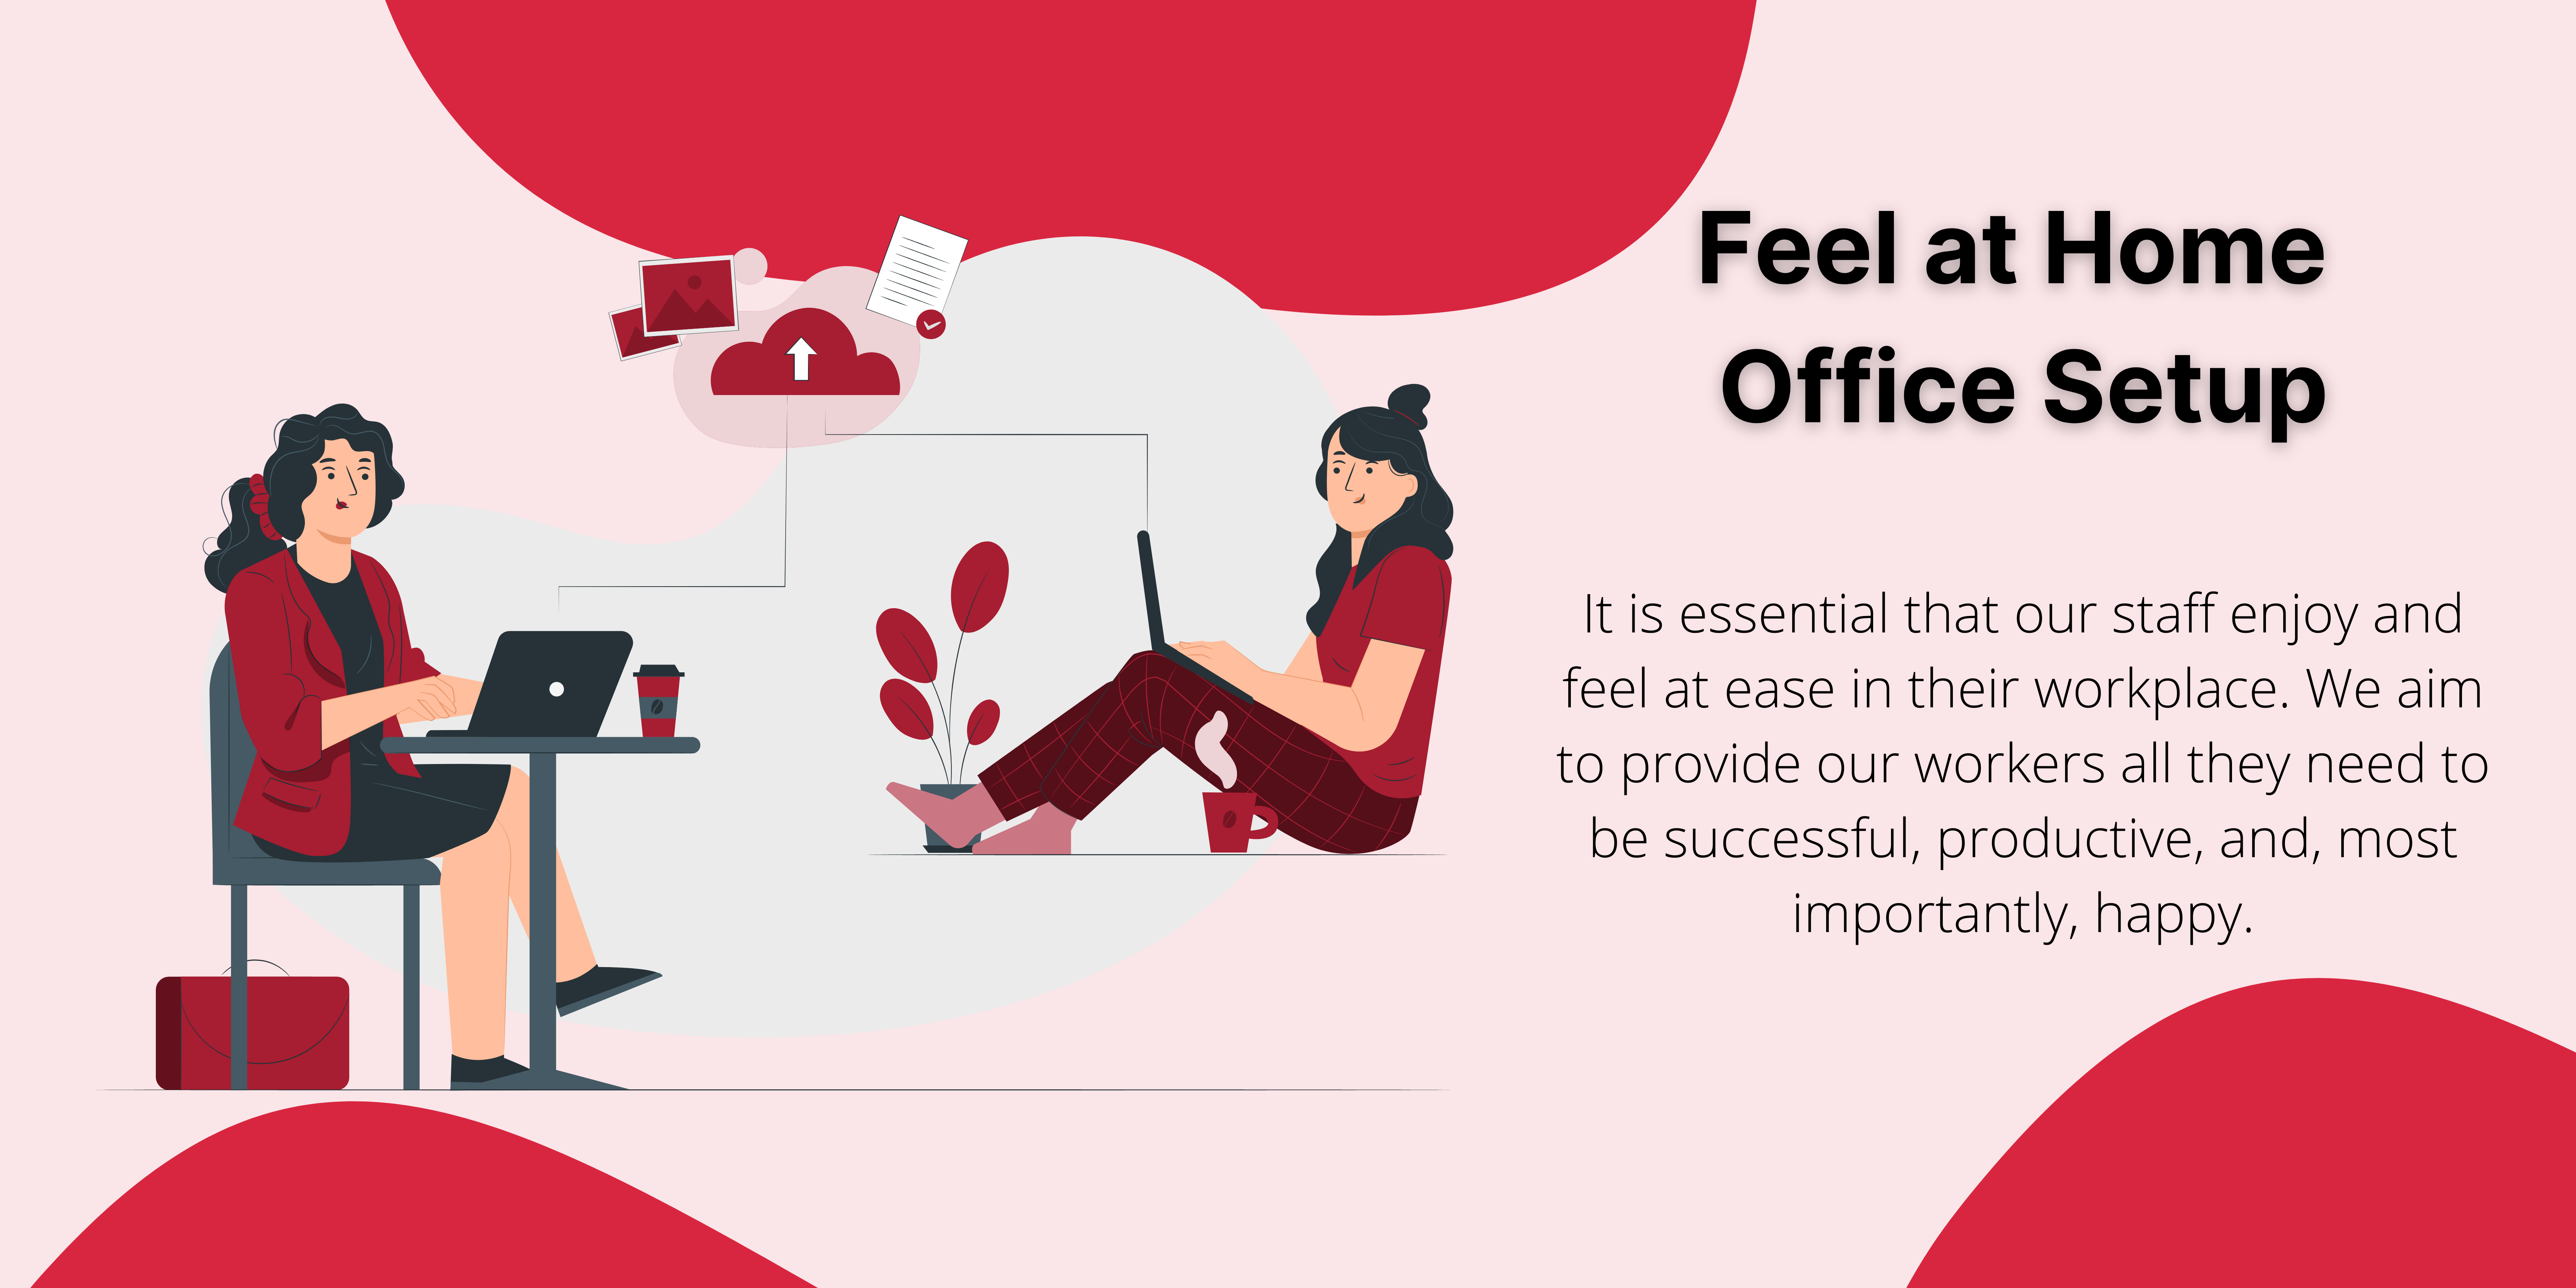 Feel at Home
Office Setup
It is essential that our staff enjoy and
feel at ease in their workplace. We aim
to provide our workers all they need to
be successful, productive, and, most
importantly, happy.